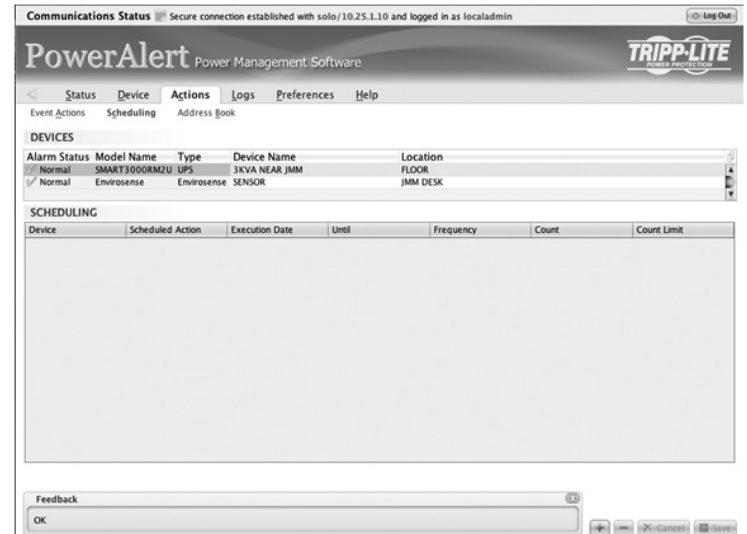 Communications Status Secure connection established with solo/10.25.1.10 and logged in as localadmin Log Out
PowerAlert Power Management Software TRIPP·LITE
POWER PROTECTION
Status Device Actions Logs Preferences Help
Event Actions Scheduling Address Book
DEVICES
Alarm Status Model Name Type Device Name Location
Normal SMART3000RM2U UPS 3KVA NEAR JMM FLOOR
Normal Envirosense Envirosense SENSOR JMM DESK
SCHEDULING
Device Scheduled Action Execution Date Until Frequency Count Count Limit
Feedback
OK
Cancel Save